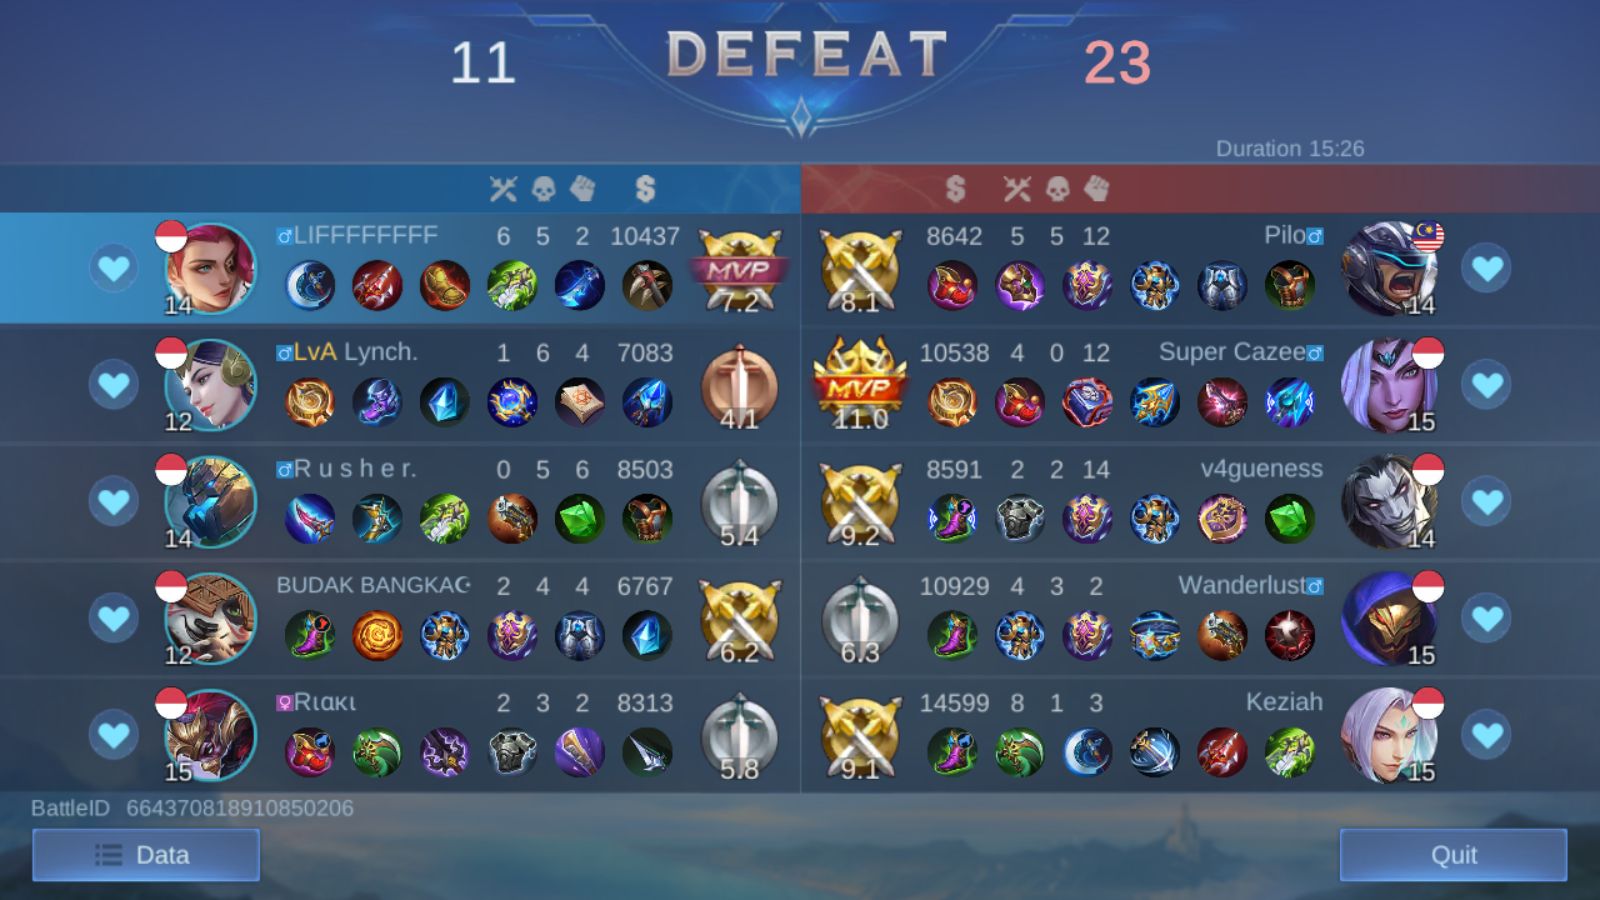 11 DEFEAT 23
Duration 15:26
LIFFFFFFFF 6 5 2 10437
14
MVP 7.2
8642 5 5 12 Pilo
8.1
14
LvA Lynch. 1 6 4 7083
12
4.1
10538 4 0 12 Super Cazee
MVP 11.0
15
R u s h e r. 0 5 6 8503
14
5.4
8591 2 2 14 v4gueness
9.2
14
BUDAK BANGKA☪ 2 4 4 6767
12
6.2
10929 4 3 2 Wanderlust
6.3
15
Rιακι 2 3 2 8313
15
5.8
14599 8 1 3 Keziah
9.1
15
BattleID 664370818910850206
Data
Quit